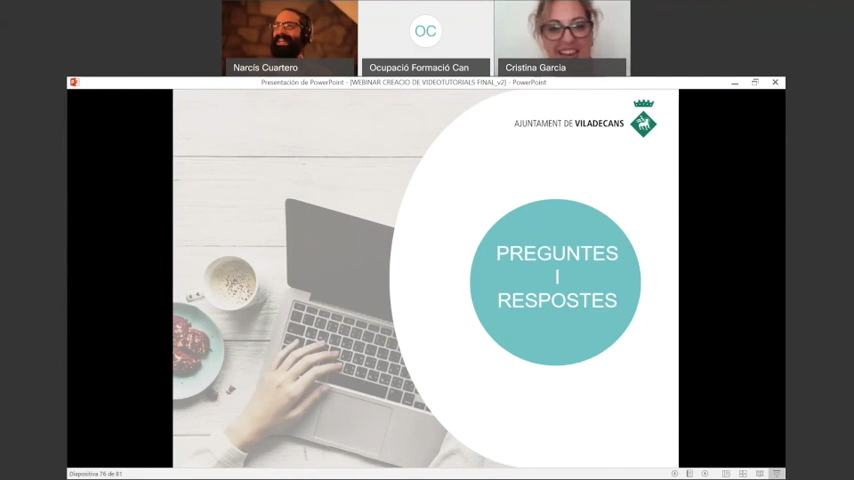 OC
Narcís Cuartero
Ocupació Formació Can
Cristina Garcia
Presentación de PowerPoint - [WEBINAR CREACIO DE VIDEOTUTORIALS FINAL_v2] - PowerPoint
AJUNTAMENT DE VILADECANS
PREGUNTES
I
RESPOSTES
Diapositiva 76 de 81